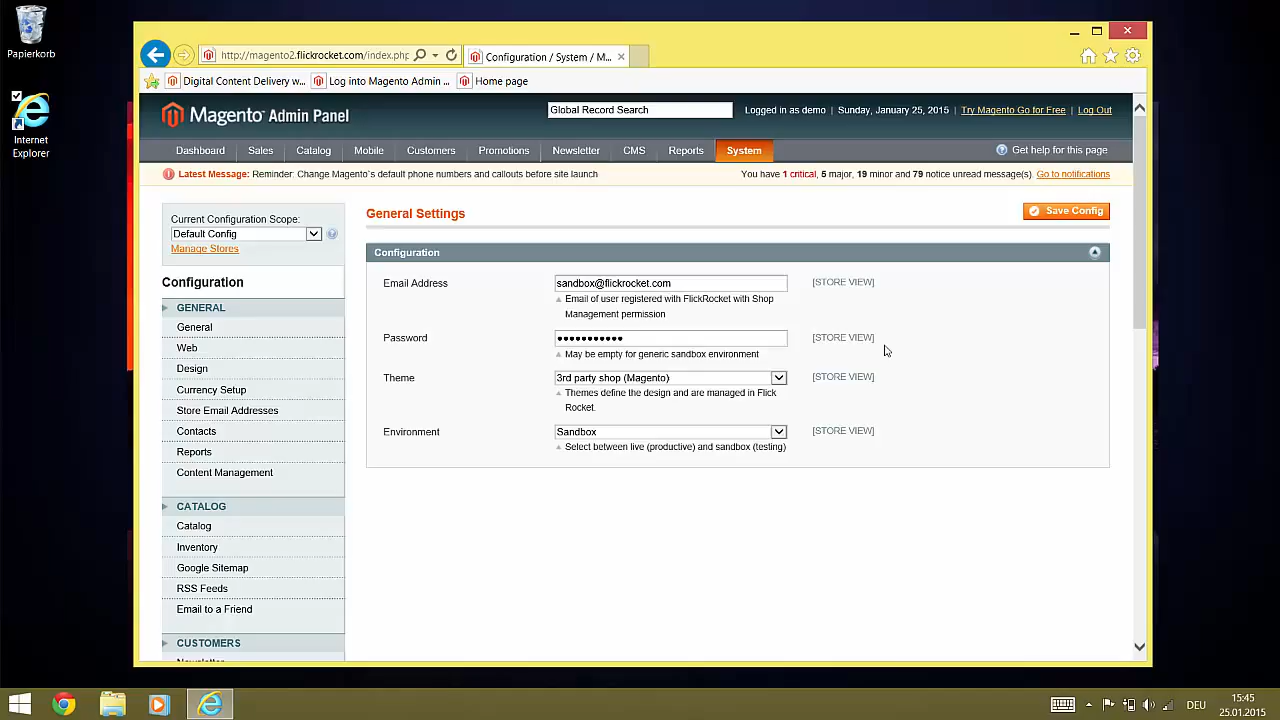 Papierkorb
Internet
Explorer
http://magento2.flickrocket.com/index.php
Configuration / System / M...
Digital Content Delivery w...
Log into Magento Admin ...
Home page
Magento Admin Panel
Global Record Search
Logged in as demo | Sunday, January 25, 2015 | Try Magento Go for Free | Log Out
Dashboard
Sales
Catalog
Mobile
Customers
Promotions
Newsletter
CMS
Reports
System
Get help for this page
Latest Message: Reminder: Change Magento`s default phone numbers and callouts before site launch
You have 1 critical, 5 major, 19 minor and 79 notice unread message(s). Go to notifications
Current Configuration Scope:
Default Config
Manage Stores
Configuration
GENERAL
General
Web
Design
Currency Setup
Store Email Addresses
Contacts
Reports
Content Management
CATALOG
Catalog
Inventory
Google Sitemap
RSS Feeds
Email to a Friend
CUSTOMERS
Newsletter
General Settings
Save Config
Configuration
Email Address
sandbox@flickrocket.com
[STORE VIEW]
Email of user registered with FlickRocket with Shop
Management permission
Password
•••••••••••
[STORE VIEW]
May be empty for generic sandbox environment
Theme
3rd party shop (Magento)
[STORE VIEW]
Themes define the design and are managed in Flick
Rocket.
Environment
Sandbox
[STORE VIEW]
Select between live (productive) and sandbox (testing)
DEU
15:45
25.01.2015